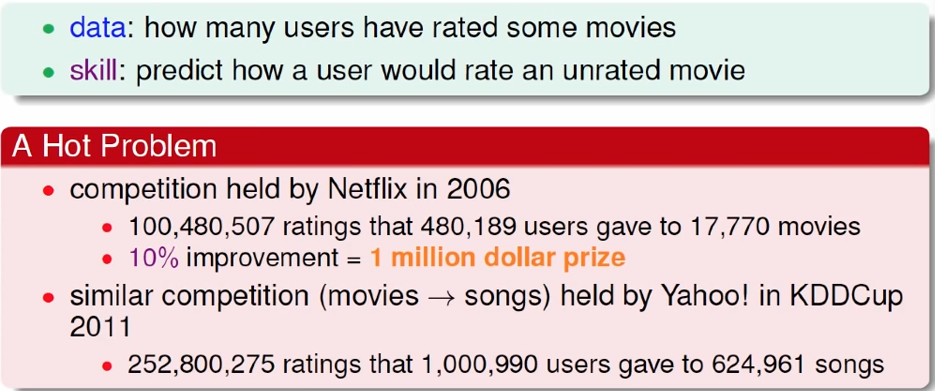 • data: how many users have rated some movies
• skill: predict how a user would rate an unrated movie
A Hot Problem
• competition held by Netflix in 2006
• 100,480,507 ratings that 480,189 users gave to 17,770 movies
• 10% improvement = 1 million dollar prize
• similar competition (movies → songs) held by Yahoo! in KDDCup
2011
• 252,800,275 ratings that 1,000,990 users gave to 624,961 songs